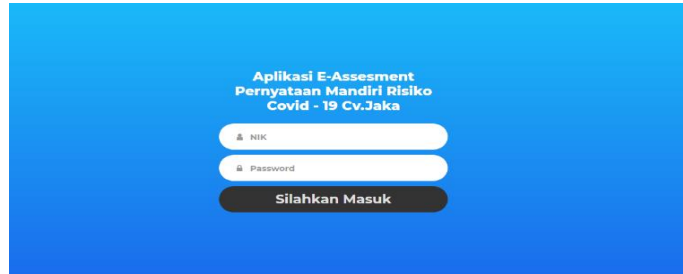 Aplikasi E-Assesment
Pernyataan Mandiri Risiko
Covid - 19 Cv.Jaka
NIK
Password
Silahkan Masuk